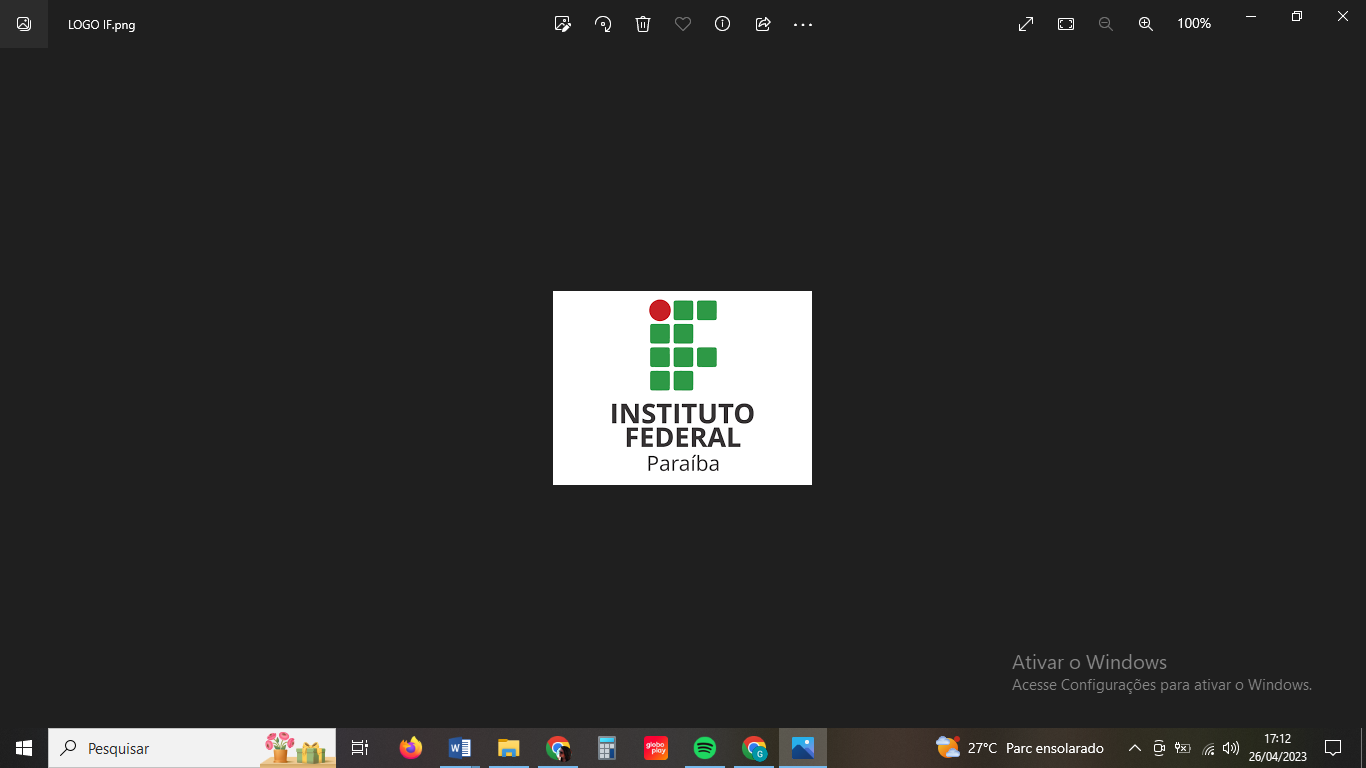 LOGO IF.png
100%
INSTITUTO
FEDERAL
Paraíba
Ativar o Windows
Acesse Configurações para ativar o Windows.
Pesquisar
globo
play
G
27°C Parc ensolarado
17:12
26/04/2023